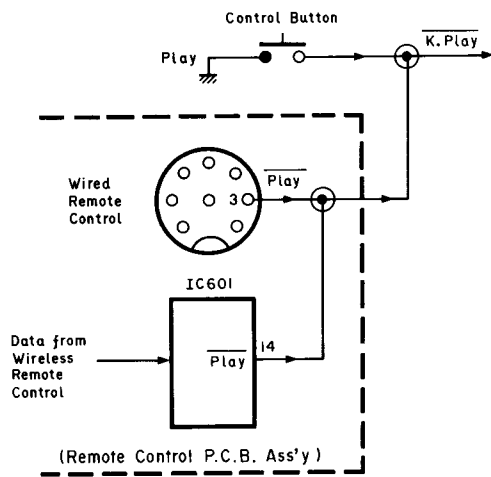 Control Button
Play
K. Play
Wired
Remote
Control
3
Play
IC601
Data from
Wireless
Remote
Control
Play
14
(Remote Control P.C.B. Ass'y)